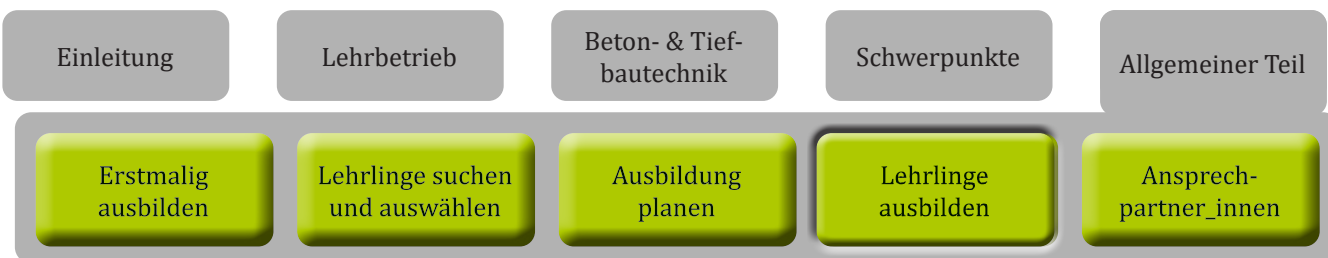 Einleitung
Lehrbetrieb
Beton- & Tief-
bautechnik
Schwerpunkte
Allgemeiner Teil
Erstmalig
ausbilden
Lehrlinge suchen
und auswählen
Ausbildung
planen
Lehrlinge
ausbilden
Ansprech-
partner_innen